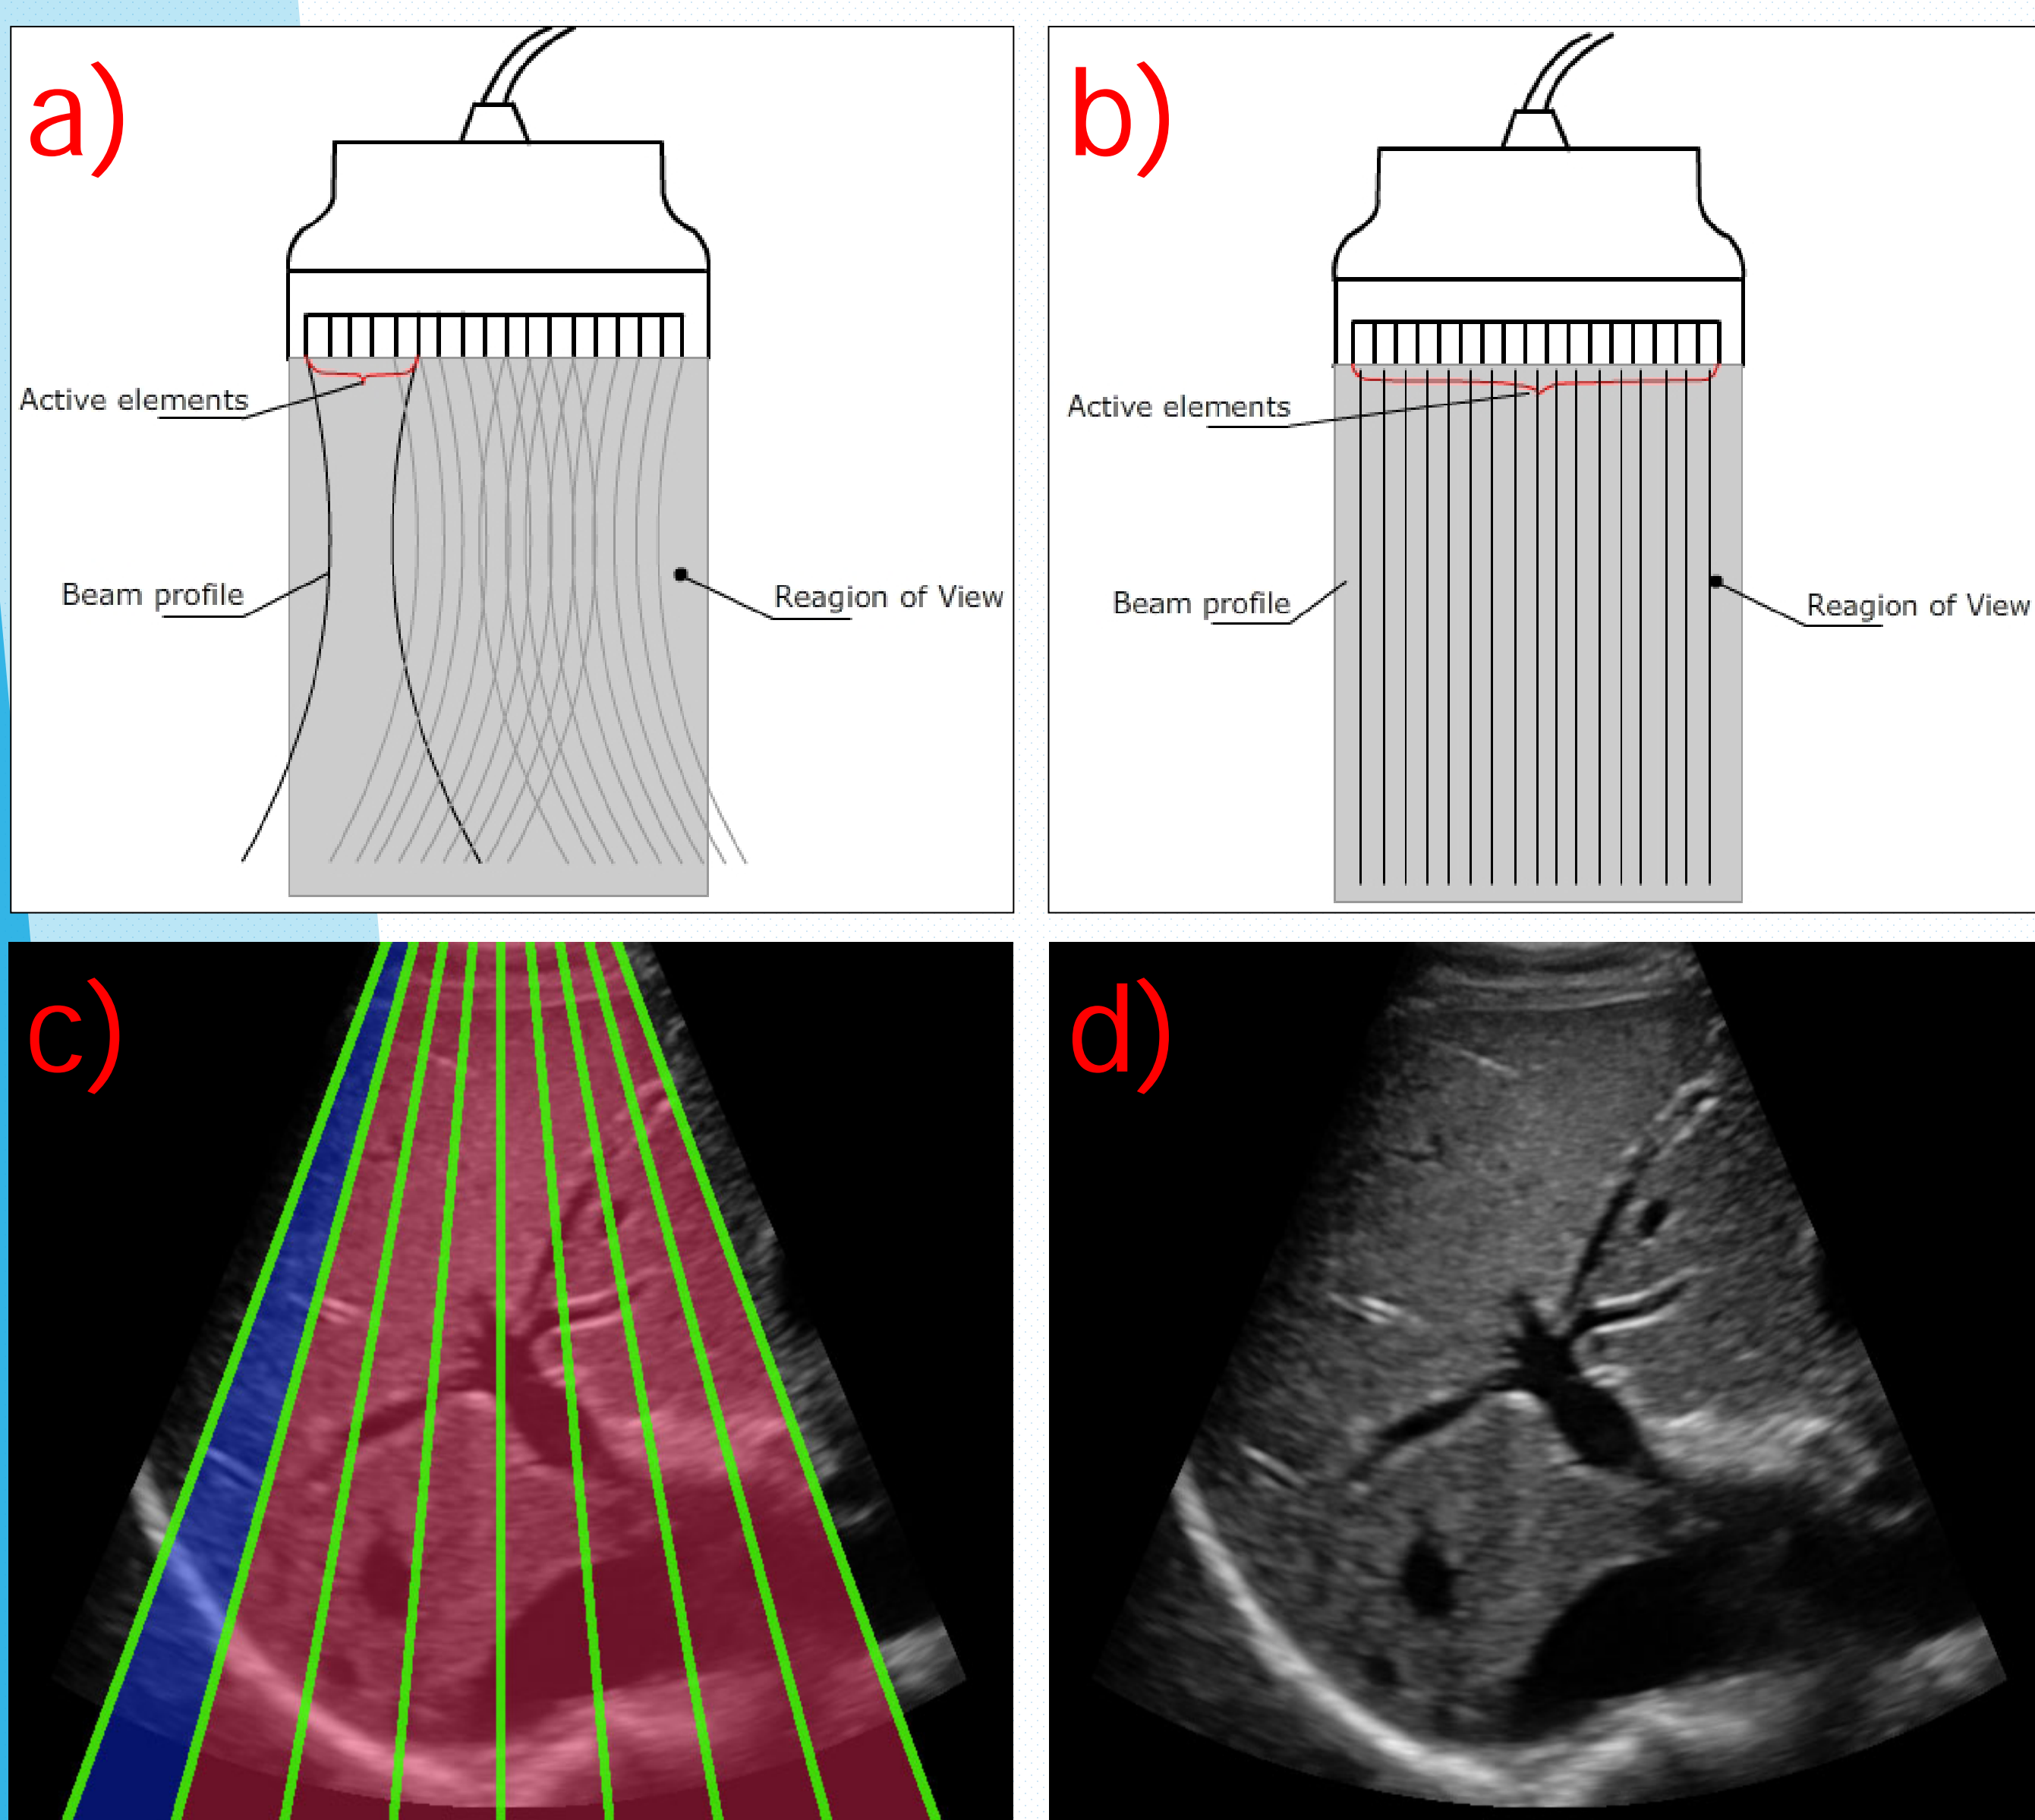 a)
Active elements
Beam profile
Reagion of View
b)
Active elements
Beam profile
Reagion of View
c)
d)